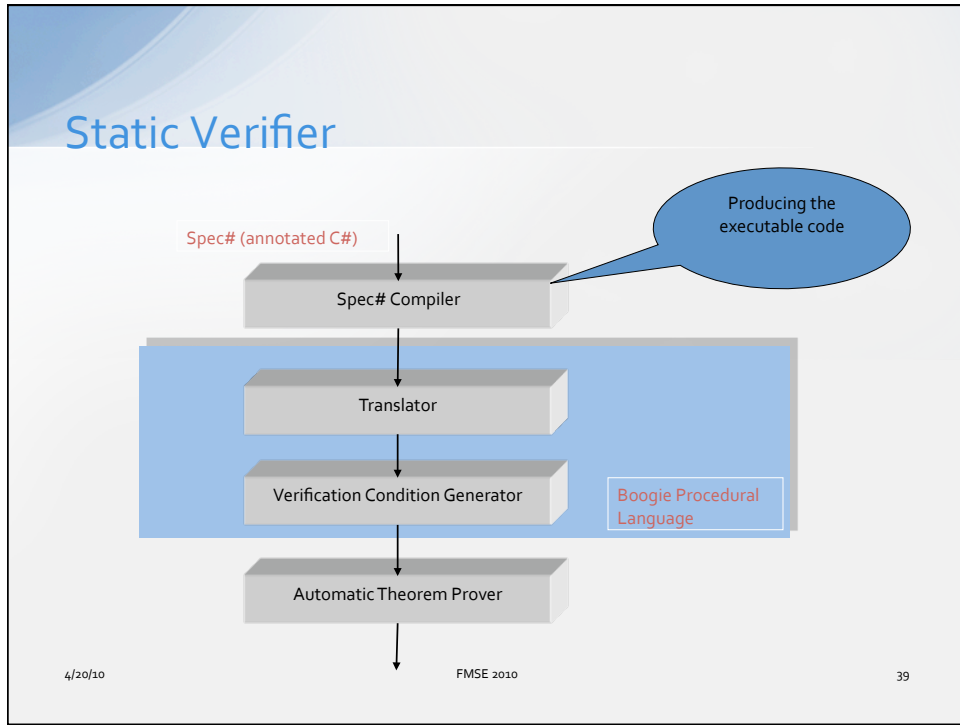 Static Verifier
Producing the
executable code
Spec# (annotated C#)
Spec# Compiler
Translator
Verification Condition Generator
Boogie Procedural
Language
Automatic Theorem Prover
4/20/10
FMSE 2010
39